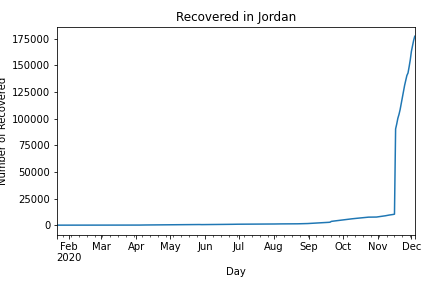 Recovered in Jordan
Number of Recovered
175000
150000
125000
100000
75000
50000
25000
0
Feb Mar Apr May Jun Jul Aug Sep Oct Nov Dec
2020
Day